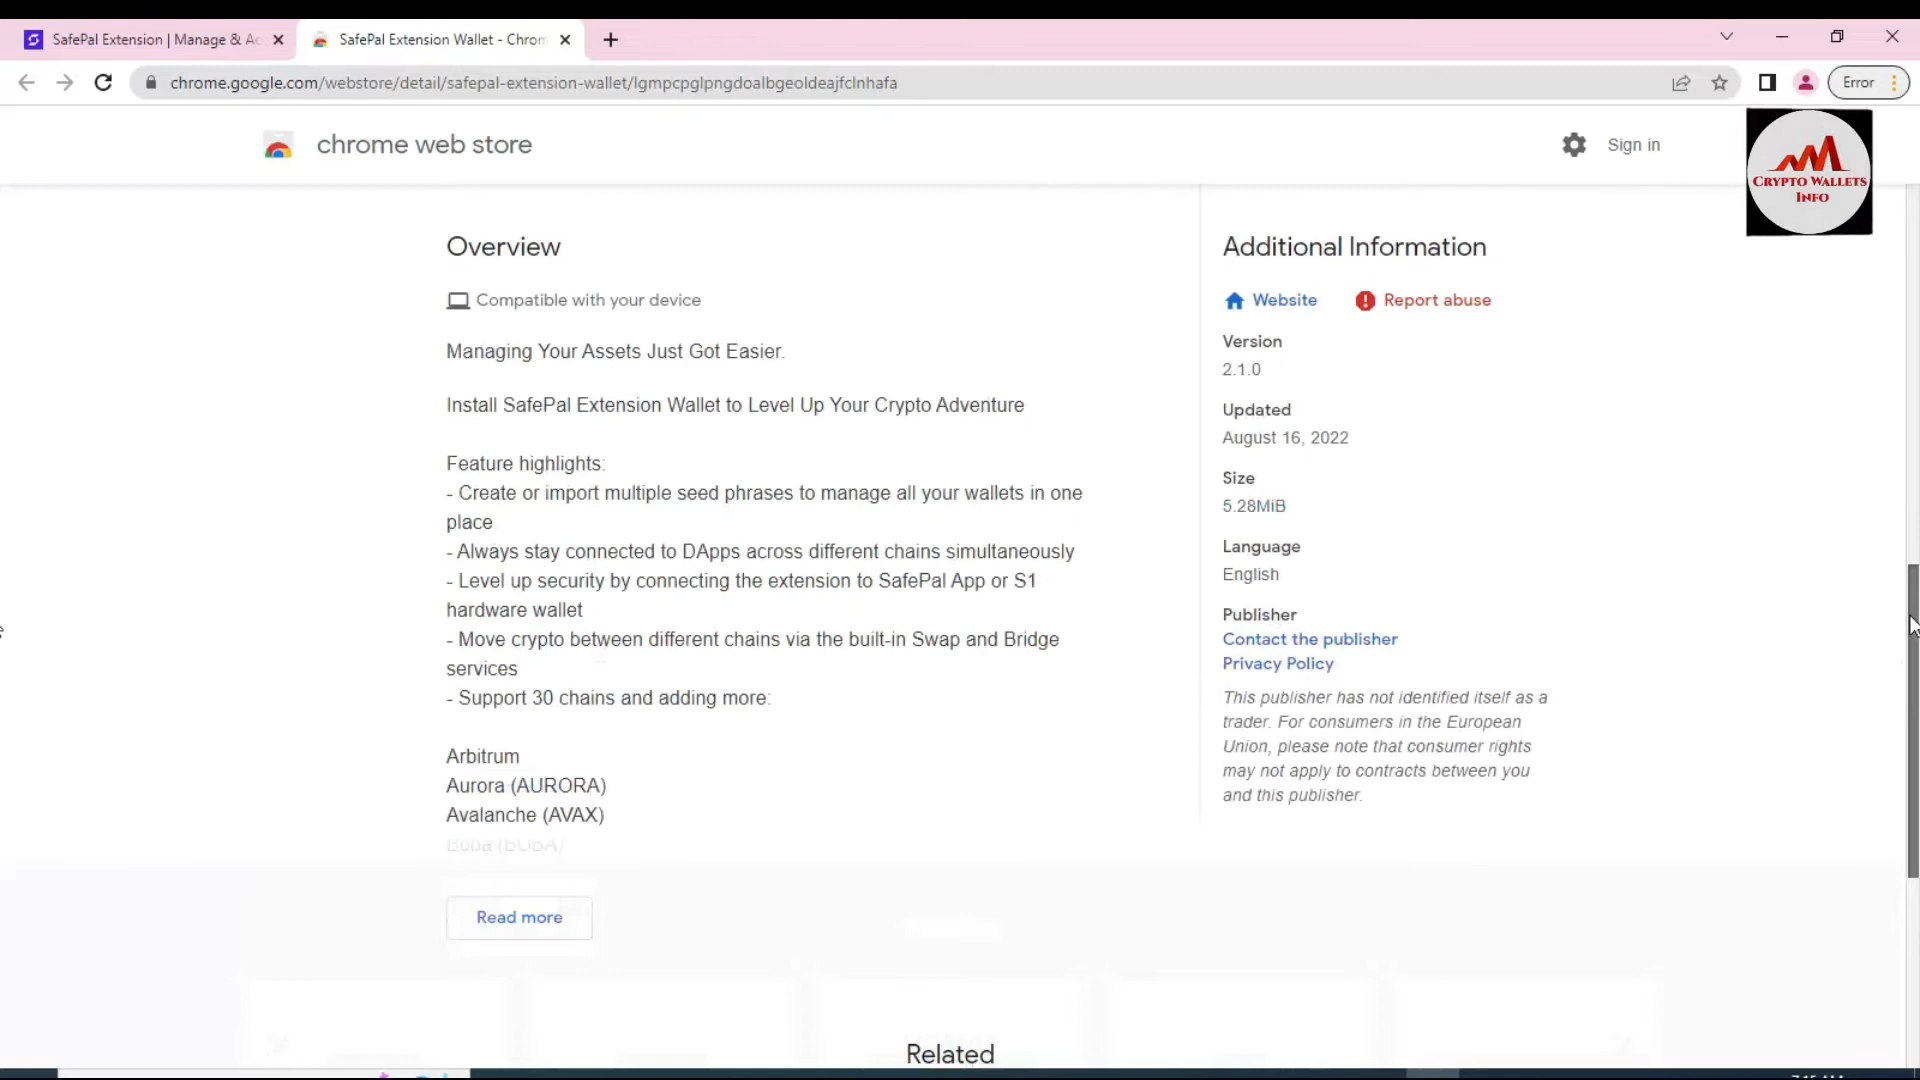 SafePal Extension | Manage & Ac
SafePal Extension Wallet - Chrom
chrome.google.com/webstore/detail/safepal-extension-wallet/lgmpcpglpngdoalbgeoldeajfclnhafa
Error
chrome web store
Sign in
CRYPTO WALLETS
INFO
Overview
Compatible with your device
Managing Your Assets Just Got Easier.
Install SafePal Extension Wallet to Level Up Your Crypto Adventure
Feature highlights:
- Create or import multiple seed phrases to manage all your wallets in one
place
- Always stay connected to DApps across different chains simultaneously
- Level up security by connecting the extension to SafePal App or S1
hardware wallet
- Move crypto between different chains via the built-in Swap and Bridge
services
- Support 30 chains and adding more:
Arbitrum
Aurora (AURORA)
Avalanche (AVAX)
Boba (BOBA)
Read more
Additional Information
Website
Report abuse
Version
2.1.0
Updated
August 16, 2022
Size
5.28MiB
Language
English
Publisher
Contact the publisher
Privacy Policy
This publisher has not identified itself as a
trader. For consumers in the European
Union, please note that consumer rights
may not apply to contracts between you
and this publisher.
Related